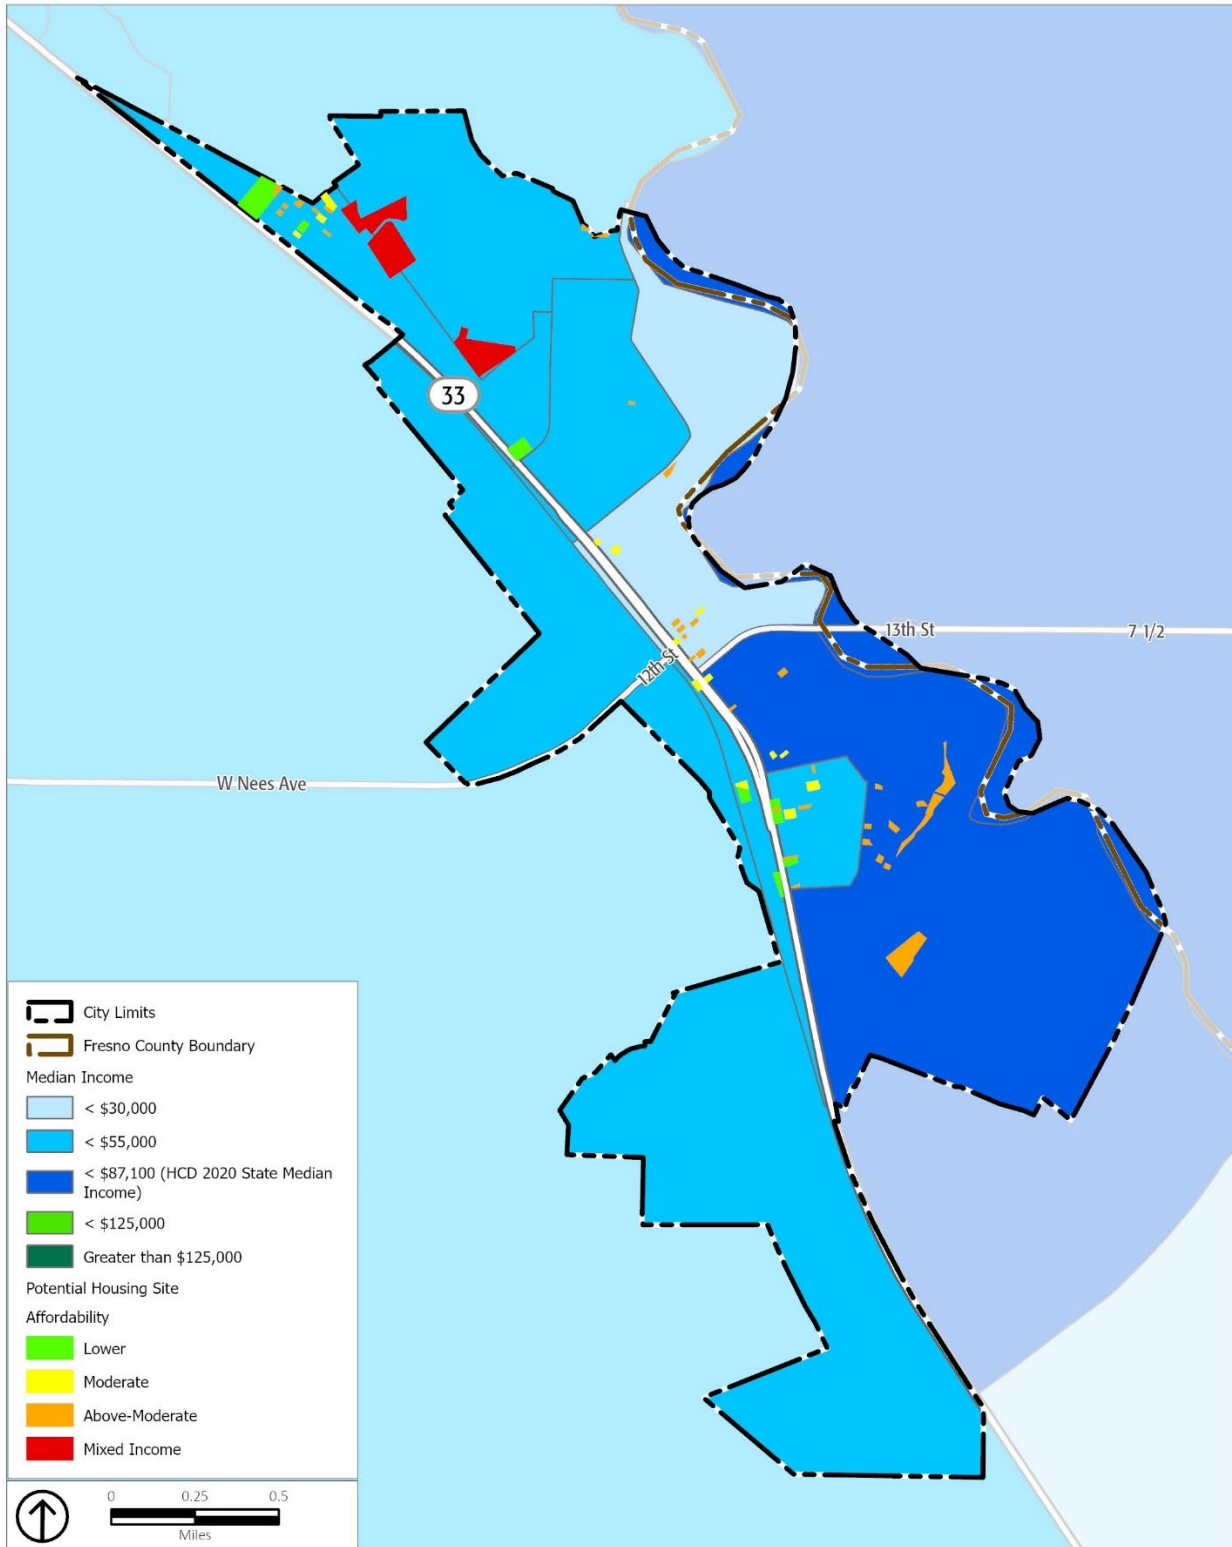 33
13th St
7 1/2
12th St
W Nees Ave
City Limits
Fresno County Boundary
Median Income
< $30,000
< $55,000
< $87,100 (HCD 2020 State Median
Income)
< $125,000
Greater than $125,000
Potential Housing Site
Affordability
Lower
Moderate
Above-Moderate
Mixed Income
0 0.25 0.5
Miles